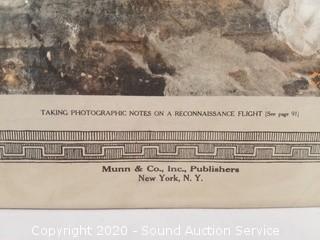 TAKING PHOTOGRAPHIC NOTES ON A RECONNAISSANCE FLIGHT [See page 91]
Munn & Co., Inc., Publishers
New York, N. Y.
Copyright 2020 - Sound Auction Service